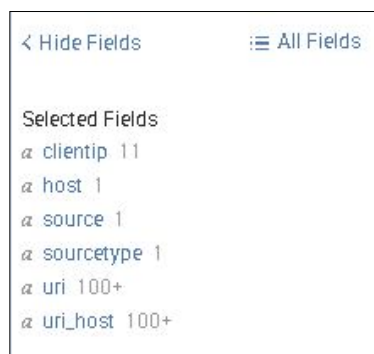 < Hide Fields All Fields
Selected Fields
a clientip 11
a host 1
a source 1
a sourcetype 1
a uri 100+
a uri_host 100+